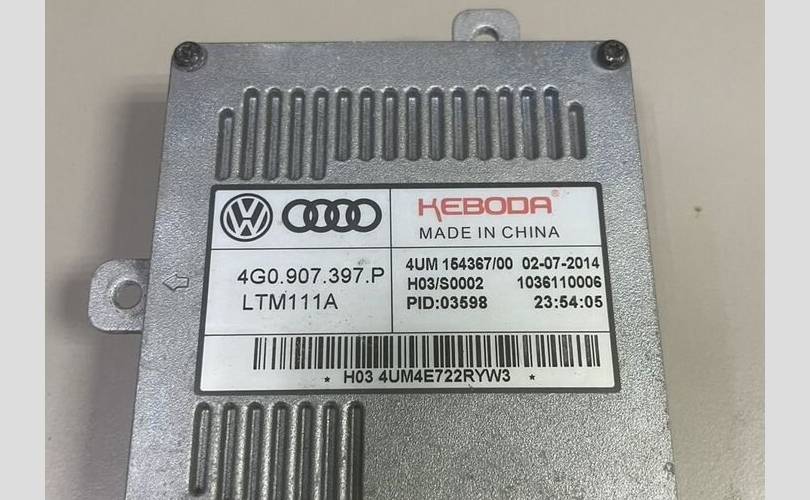 KEBODA®
MADE IN CHINA
4G0.907.397.P
LTM111A
4UM 154367/00 02-07-2014
H03/S0002 1036110006
PID:03598 23:54:05
* H03 4UM4E722RYW3 *